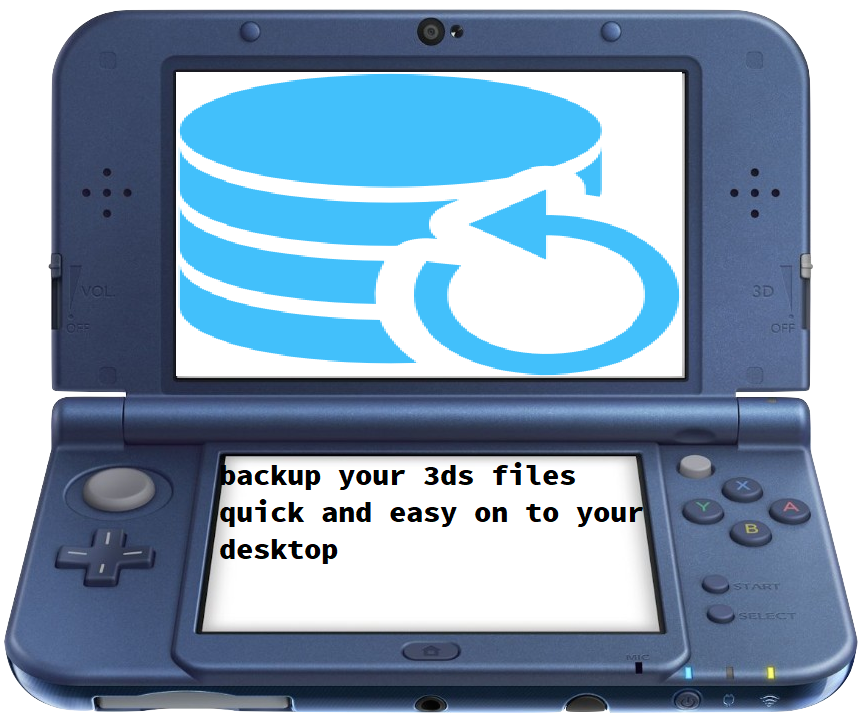 VOL.
OFF
3D
OFF
backup your 3ds files
quick and easy on to your
desktop
X
Y
A
B
START
SELECT
MIC